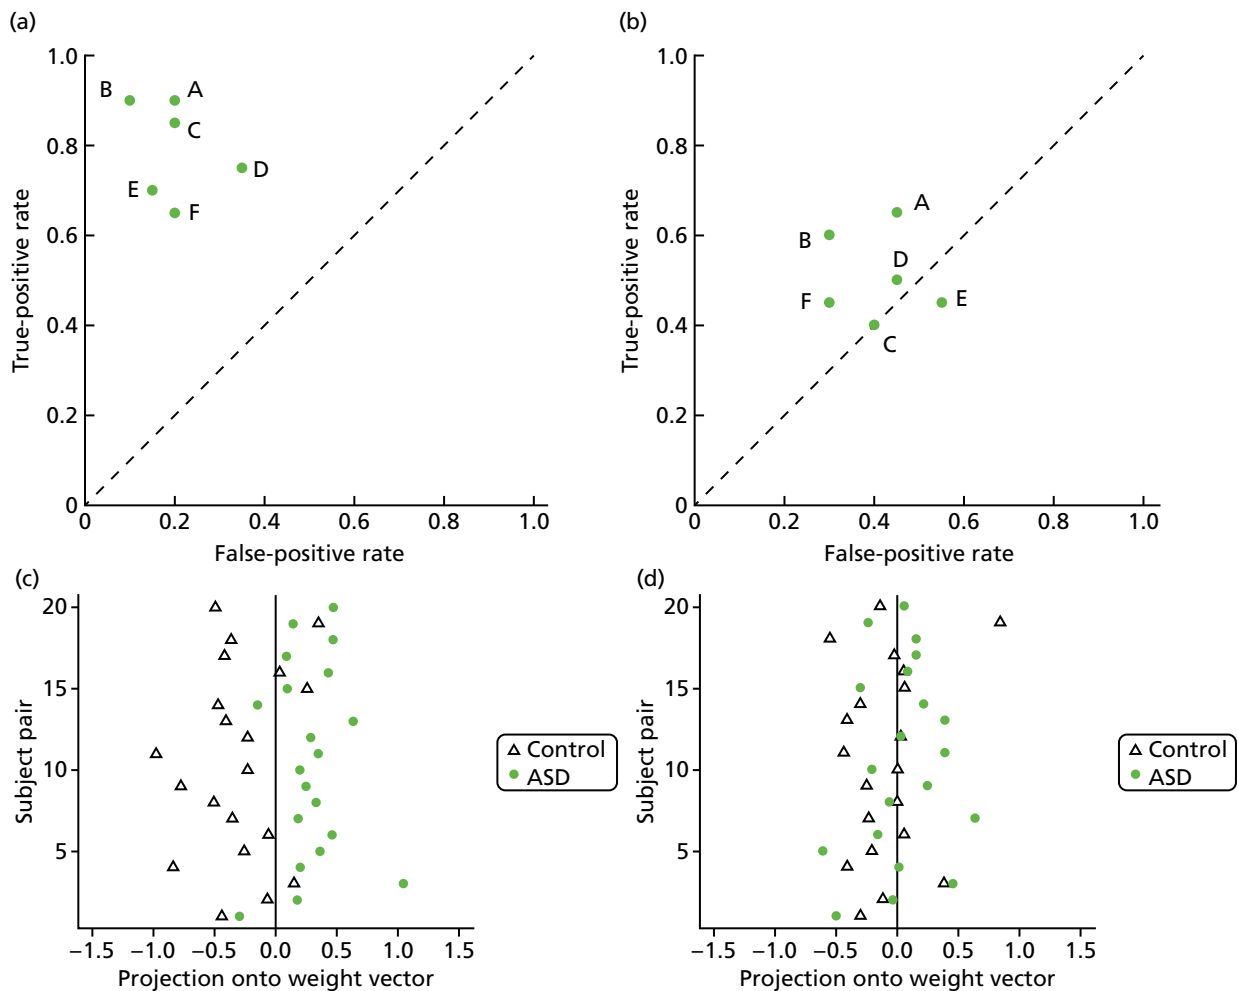 (a)
1.0
0.8
0.6
0.4
0.2
0
0
0.2
0.4
0.6
0.8
1.0
True-positive rate
False-positive rate
B
A
C
D
E
F
(b)
1.0
0.8
0.6
0.4
0.2
0
0
0.2
0.4
0.6
0.8
1.0
True-positive rate
False-positive rate
A
B
D
F
E
C
(c)
20
15
10
5
−1.5
−1.0
−0.5
0.0
0.5
1.0
1.5
Subject pair
Projection onto weight vector
Control
ASD
(d)
20
15
10
5
−1.5
−1.0
−0.5
0.0
0.5
1.0
1.5
Subject pair
Projection onto weight vector
Control
ASD